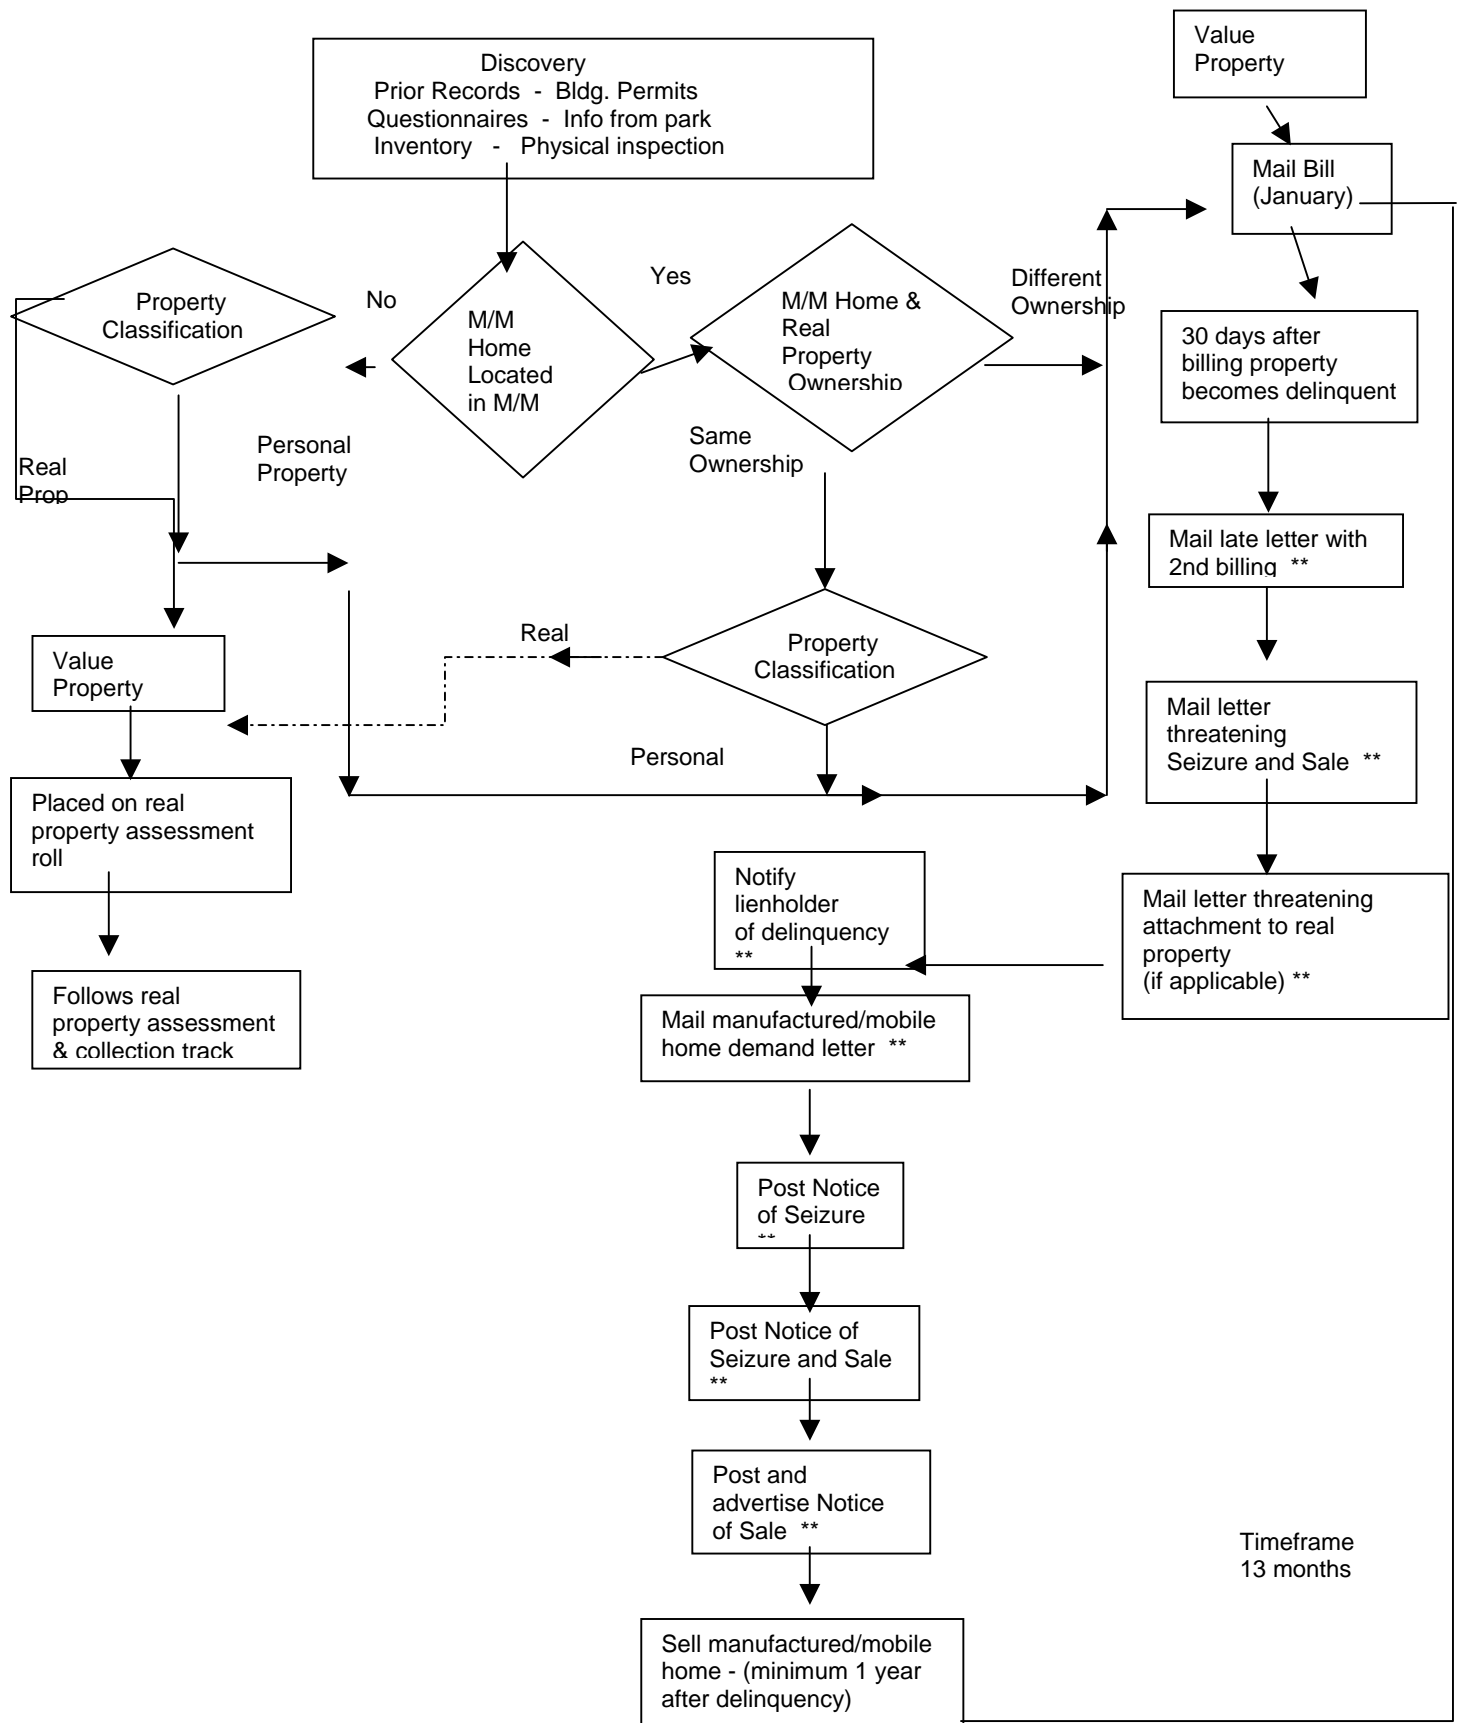 Discovery
Prior Records - Bldg. Permits
Questionnaires - Info from park
Inventory - Physical inspection
Value
Property
Mail Bill
(January)
Property
Classification
No
M/M
Home
Located
in M/M
Yes
M/M Home &
Real
Property
Ownership
Different
Ownership
30 days after
billing property
becomes delinquent
Real
Prop
Personal
Property
Same
Ownership
Mail late letter with
2nd billing **
Real
Property
Classification
Value
Property
Personal
Mail letter
threatening
Seizure and Sale **
Placed on real
property assessment
roll
Notify
lienholder
of delinquency
**
Mail letter threatening
attachment to real
property
(if applicable) **
Follows real
property assessment
& collection track
Mail manufactured/mobile
home demand letter **
Post Notice
of Seizure
**
Post Notice of
Seizure and Sale
**
Post and
advertise Notice
of Sale **
Timeframe
13 months
Sell manufactured/mobile
home - (minimum 1 year
after delinquency)